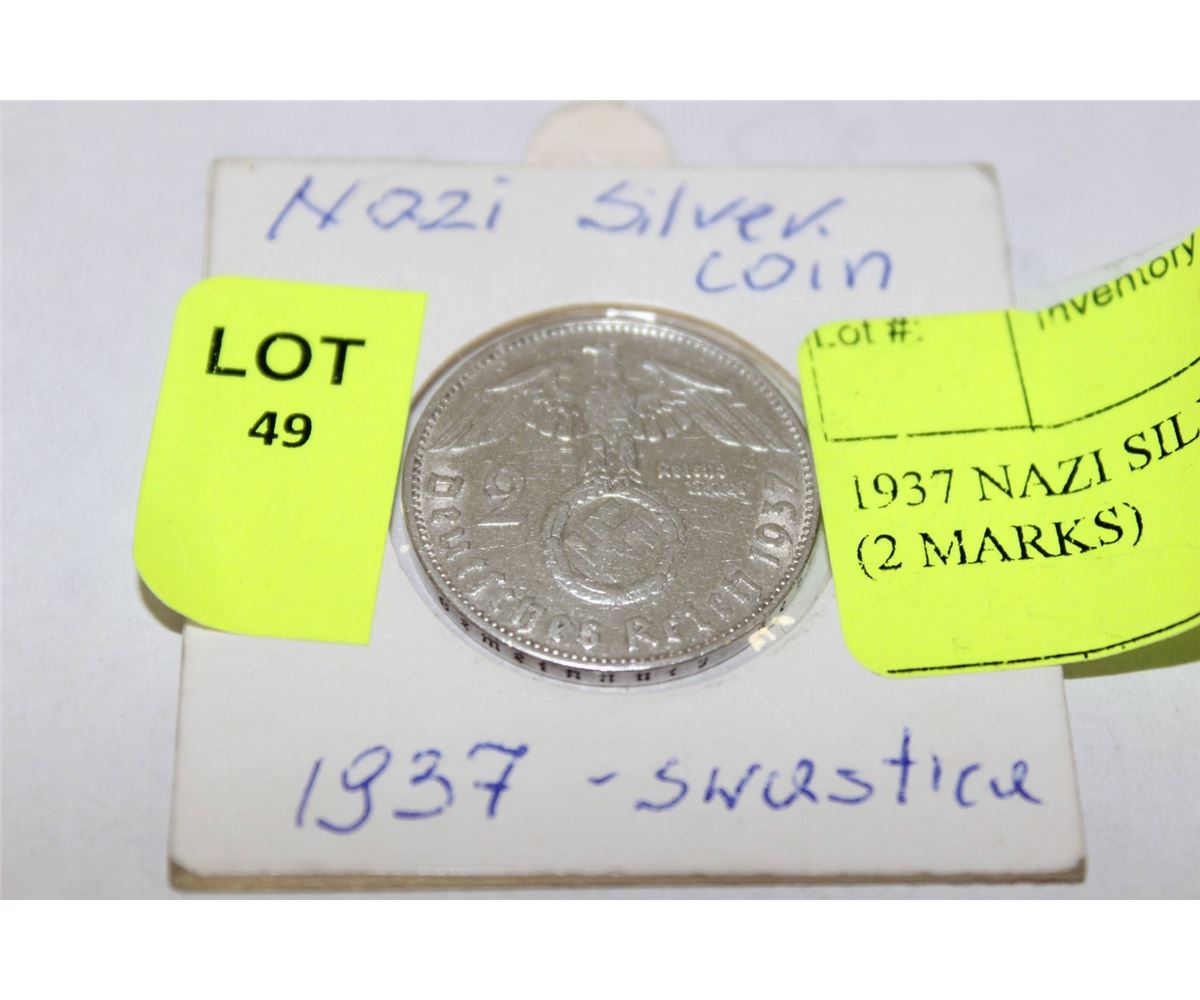 Nazi Silver.
coin
LOT
49
Lot #:
Inventory
1937 NAZI SIL
(2 MARKS)
2
Reichs
mark
Deutsches Reich 1937
1937 - swastica